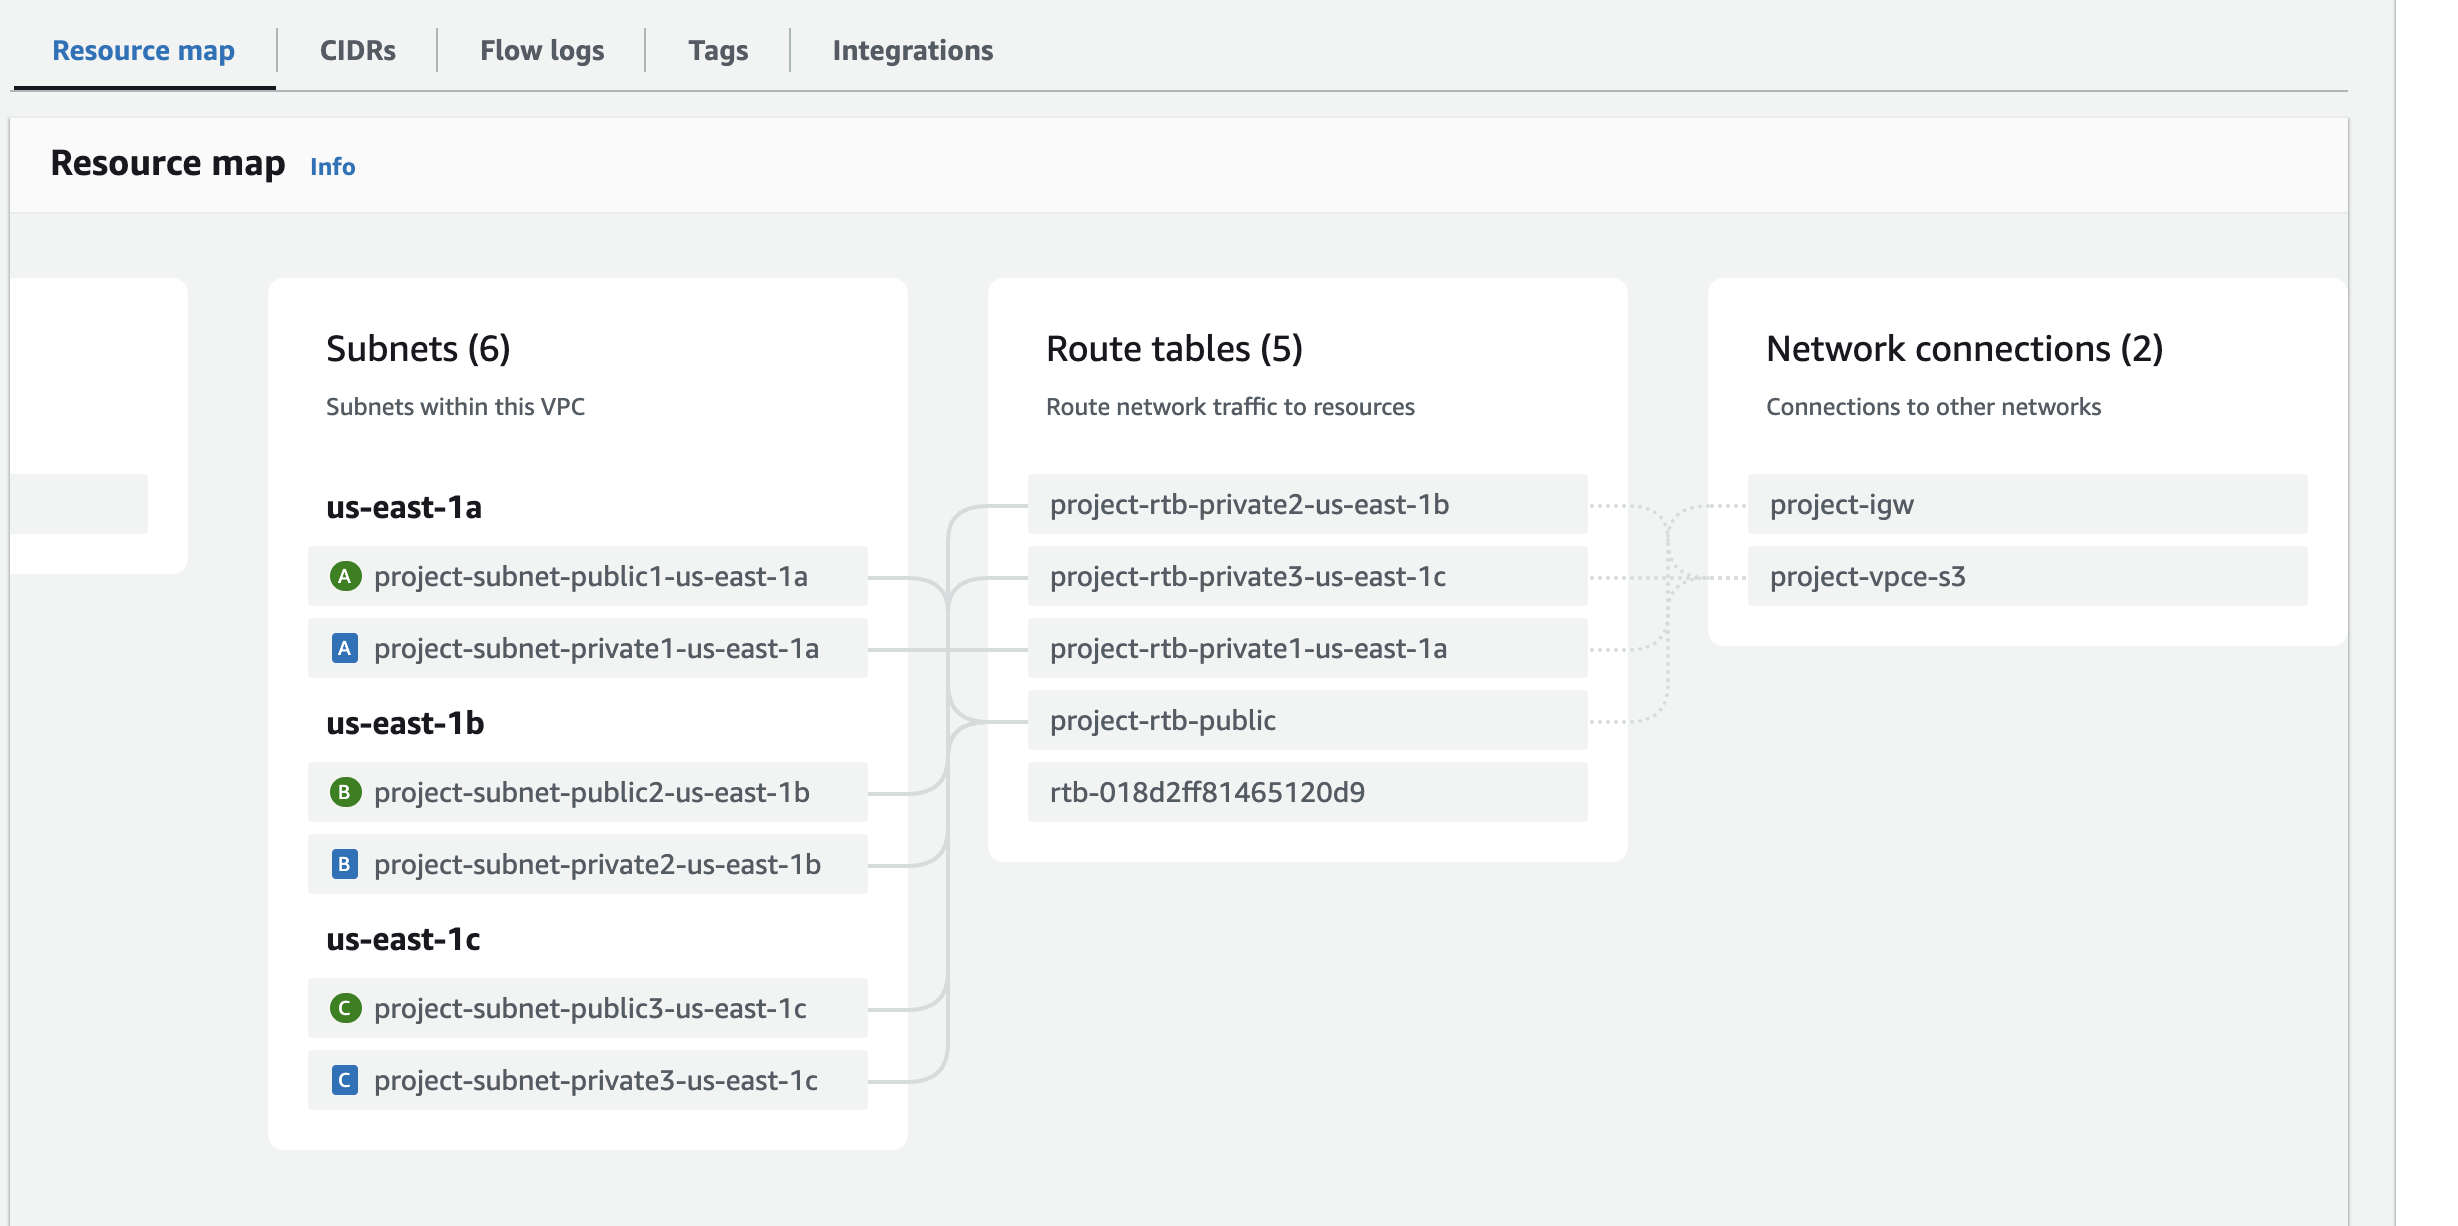 Resource map
CIDRs
Flow logs
Tags
Integrations
Resource map Info
Subnets (6)
Subnets within this VPC
us-east-1a
A project-subnet-public1-us-east-1a
A project-subnet-private1-us-east-1a
us-east-1b
B project-subnet-public2-us-east-1b
B project-subnet-private2-us-east-1b
us-east-1c
C project-subnet-public3-us-east-1c
C project-subnet-private3-us-east-1c
Route tables (5)
Route network traffic to resources
project-rtb-private2-us-east-1b
project-rtb-private3-us-east-1c
project-rtb-private1-us-east-1a
project-rtb-public
rtb-018d2ff81465120d9
Network connections (2)
Connections to other networks
project-igw
project-vpce-s3